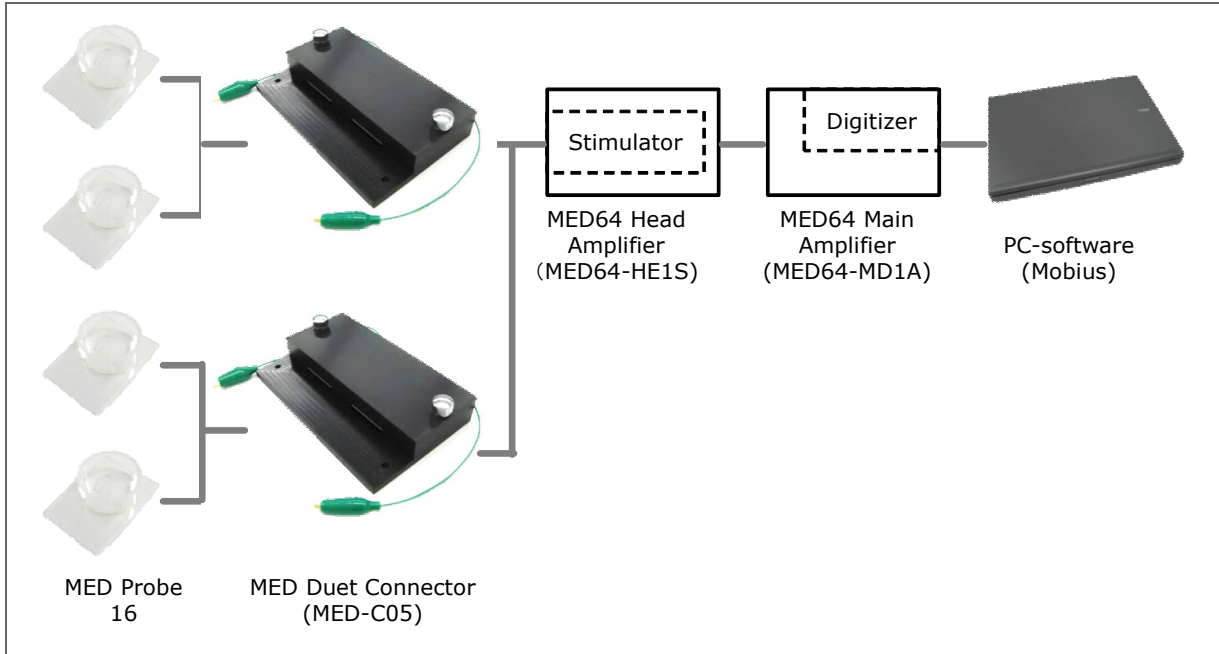 Stimulator
Digitizer
MED64 Head
Amplifier
（MED64-HE1S)
MED64 Main
Amplifier
(MED64-MD1A)
PC-software
(Mobius)
MED Probe
16
MED Duet Connector
(MED-C05)